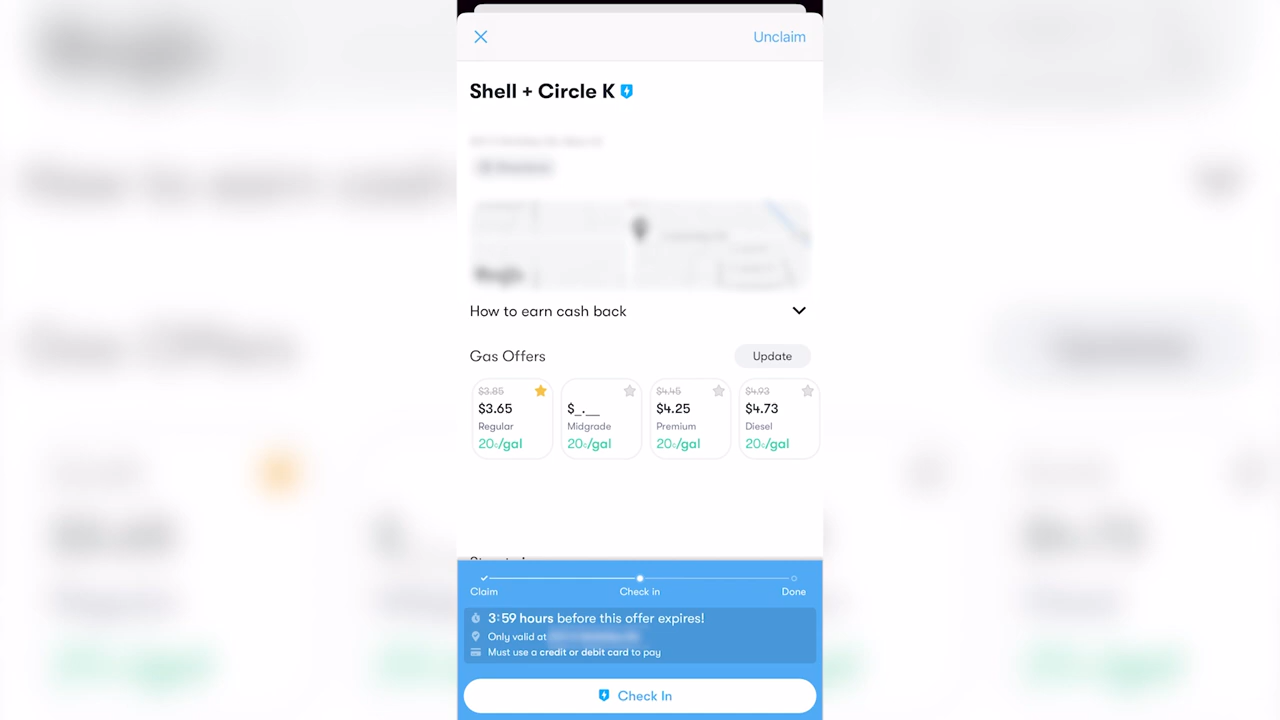 Unclaim
Shell + Circle K
How to earn cash back
Gas Offers
Update
$3.85
$3.65
Regular
20¢/gal
$_.__
Midgrade
20¢/gal
$4.45
$4.25
Premium
20¢/gal
$4.93
$4.73
Diesel
20¢/gal
Claim
Check in
Done
3:59 hours before this offer expires!
Only valid at
Must use a credit or debit card to pay
Check In